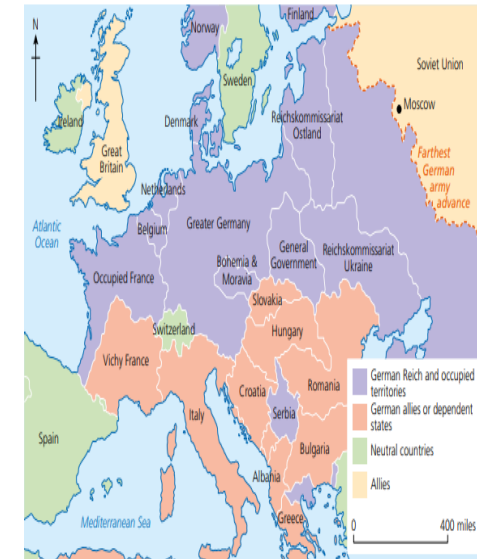 N
Norway
Finland
Soviet Union
Sweden
Moscow
Ireland
Denmark
Reichskommissariat
Ostland
Great
Britain
Farthest
German
army
advance
Netherlands
Atlantic
Ocean
Belgium
Greater Germany
General
Government
Reichskommissariat
Ukraine
Bohemia &
Moravia
Occupied France
Slovakia
Switzerland
Hungary
Vichy France
Croatia
Romania
Italy
Serbia
Spain
Bulgaria
Albania
Greece
Mediterranean Sea
German Reich and occupied
territories
German allies or dependent
states
Neutral countries
Allies
0
400 miles